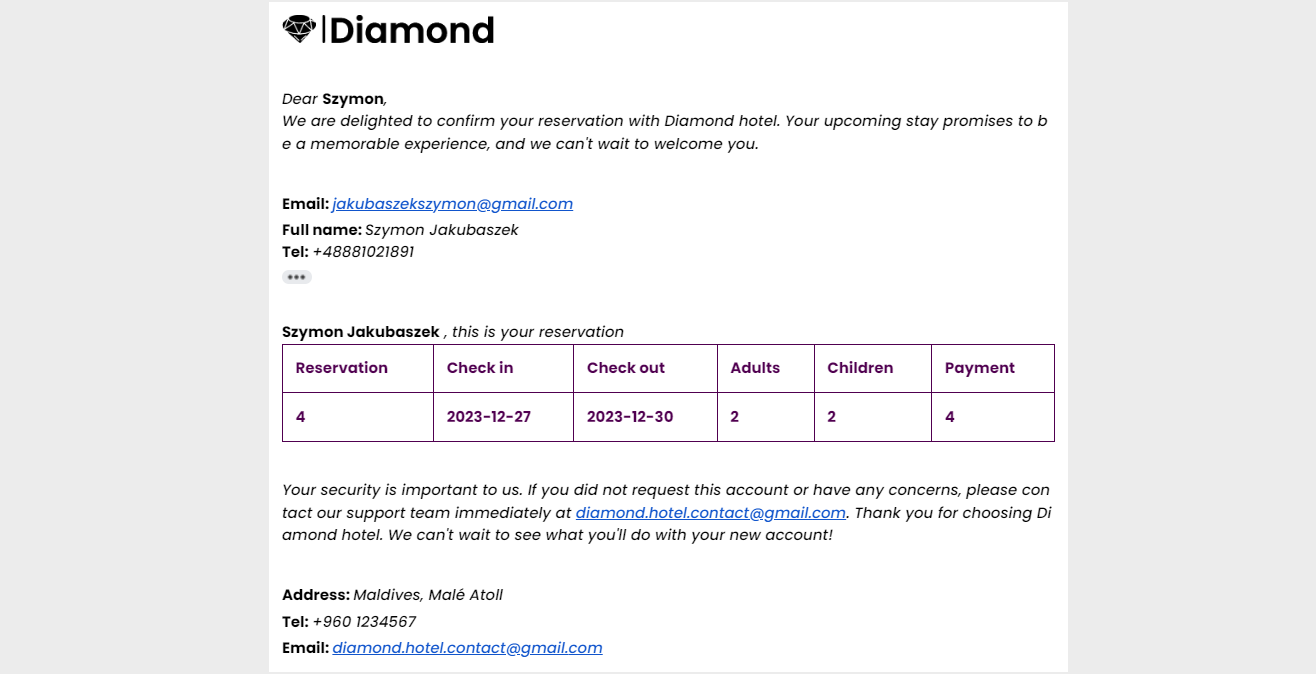 Diamond
Dear Szymon,
We are delighted to confirm your reservation with Diamond hotel. Your upcoming stay promises to b
e a memorable experience, and we can't wait to welcome you.
Email: jakubaszekszymon@gmail.com
Full name: Szymon Jakubaszek
Tel: +48881021891
Szymon Jakubaszek , this is your reservation
Reservation Check in Check out Adults Children Payment
4 2023-12-27 2023-12-30 2 2 4
Your security is important to us. If you did not request this account or have any concerns, please con
tact our support team immediately at diamond.hotel.contact@gmail.com. Thank you for choosing Di
amond hotel. We can't wait to see what you'll do with your new account!
Address: Maldives, Malé Atoll
Tel: +960 1234567
Email: diamond.hotel.contact@gmail.com